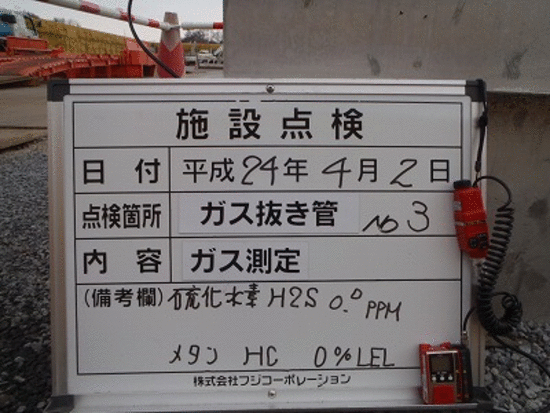 施設点検
日付 平成24年4月2日
点検箇所 ガス抜き管 No3
内容 ガス測定
(備考欄) 硫化水素 H2S 0.0 PPM
メタン HC 0%LEL
株式会社フジコーポレーション